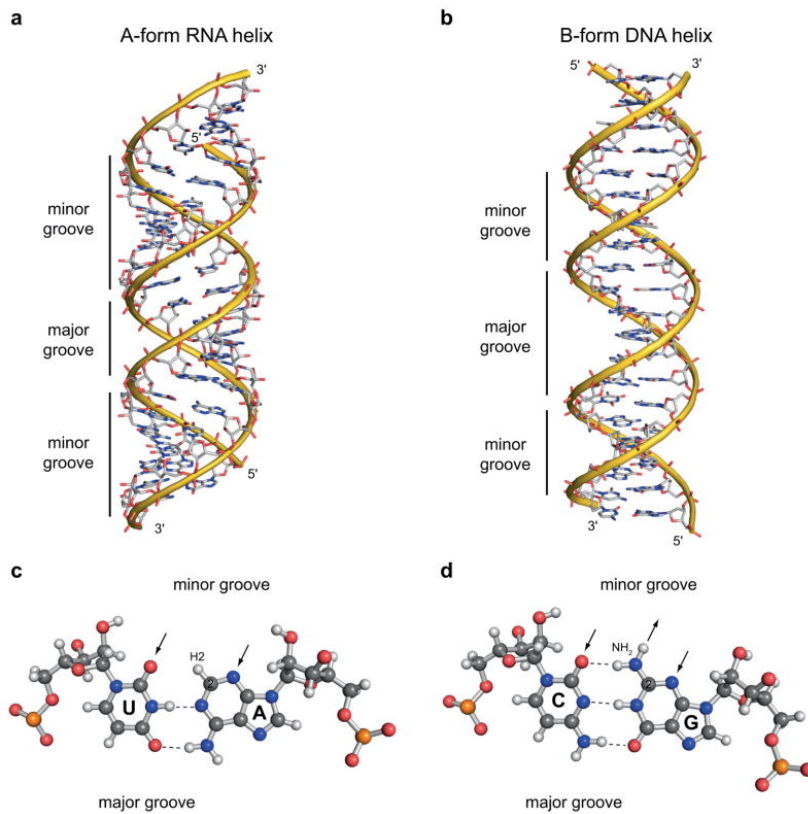 a
A-form RNA helix
3'
5'
minor
groove
major
groove
minor
groove
5'
3'
b
B-form DNA helix
5'
3'
minor
groove
major
groove
minor
groove
3'
5'
c
minor groove
H2
2
U
A
major groove
d
minor groove
NH2
2
C
G
major groove